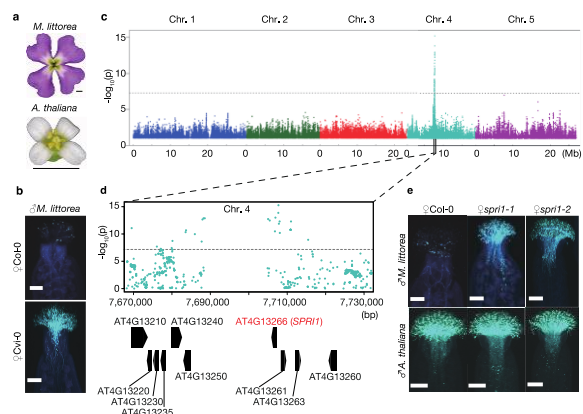 a
M. littorea
A. thaliana
b
♂M. littorea
♀Col-0
♀Cvi-0
c
Chr. 1 Chr. 2 Chr. 3 Chr. 4 Chr. 5
-log10(p)
15
10
5
0
0 10 20 0 10 0 10 20 0 10 0 10 20 (Mb)
d
Chr. 4
-log10(p)
15
10
5
0
7,670,000 7,690,000 7,710,000 7,730,000
(bp)
AT4G13210 AT4G13240 AT4G13266 (SPRI1)
AT4G13250 AT4G13260
AT4G13220 AT4G13261
AT4G13230 AT4G13263
AT4G13235
e
♀Col-0 ♀spri1-1 ♀spri1-2
♂M. littorea
♂A. thaliana